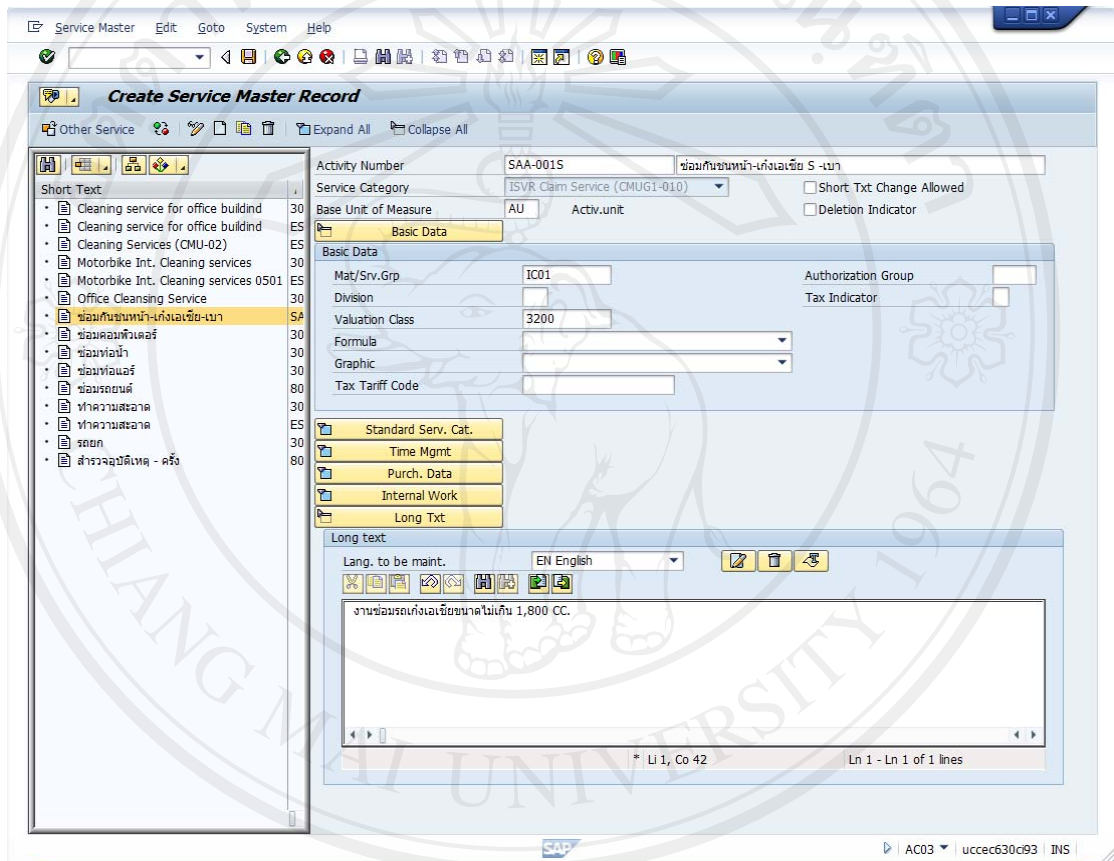 Service Master Edit Goto System Help
Create Service Master Record
Other Service Expand All Collapse All
Short Text
Cleaning service for office buildind 30
Cleaning service for office buildind ES
Cleaning Services (CMU-02) ES
Motorbike Int. Cleaning services 30
Motorbike Int. Cleaning services 0501 ES
Office Cleansing Service 30
ซ่อมกันชนหน้า-เก๋งเอเชีย-เบา SA
ซ่อมคอมพิวเตอร์ 30
ซ่อมท่อน้ำ 30
ซ่อมท่อแอร์ 30
ซ่อมรถยนต์ 80
ทำความสะอาด 30
ทำความสะอาด ES
รถยก 30
สำรวจอุบัติเหตุ - ครั้ง 80
Activity Number SAA-001S ซ่อมกันชนหน้า-เก๋งเอเชีย S -เบา
Service Category ISVR Claim Service (CMUG1-010) Short Txt Change Allowed
Base Unit of Measure AU Activ.unit Deletion Indicator
Basic Data
Basic Data
Mat/Srv.Grp IC01 Authorization Group
Division Tax Indicator
Valuation Class 3200
Formula
Graphic
Tax Tariff Code
Standard Serv. Cat.
Time Mgmt
Purch. Data
Internal Work
Long Txt
Long text
Lang. to be maint. EN English
งานซ่อมรถเก๋งเอเชียขนาดไม่เกิน 1,800 CC.
* Li 1, Co 42 Ln 1 - Ln 1 of 1 lines
SAP AC03 uccec630ci93 INS
CHIANG MAI UNIVERSITY 1964